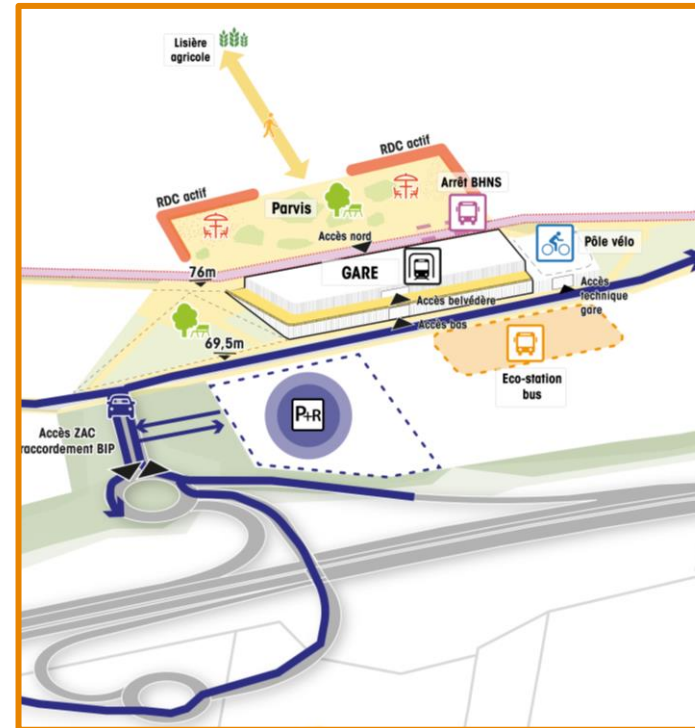 Lisière
agricole
RDC actif
RDC actif
Arrêt BHNS
Parvis
Accès nord
Pôle vélo
76m
GARE
Accès belvédère
Accès
technique
gare
Accès bas
69,5m
Eco-station
bus
P+R
Accès ZAC
raccordement BIP